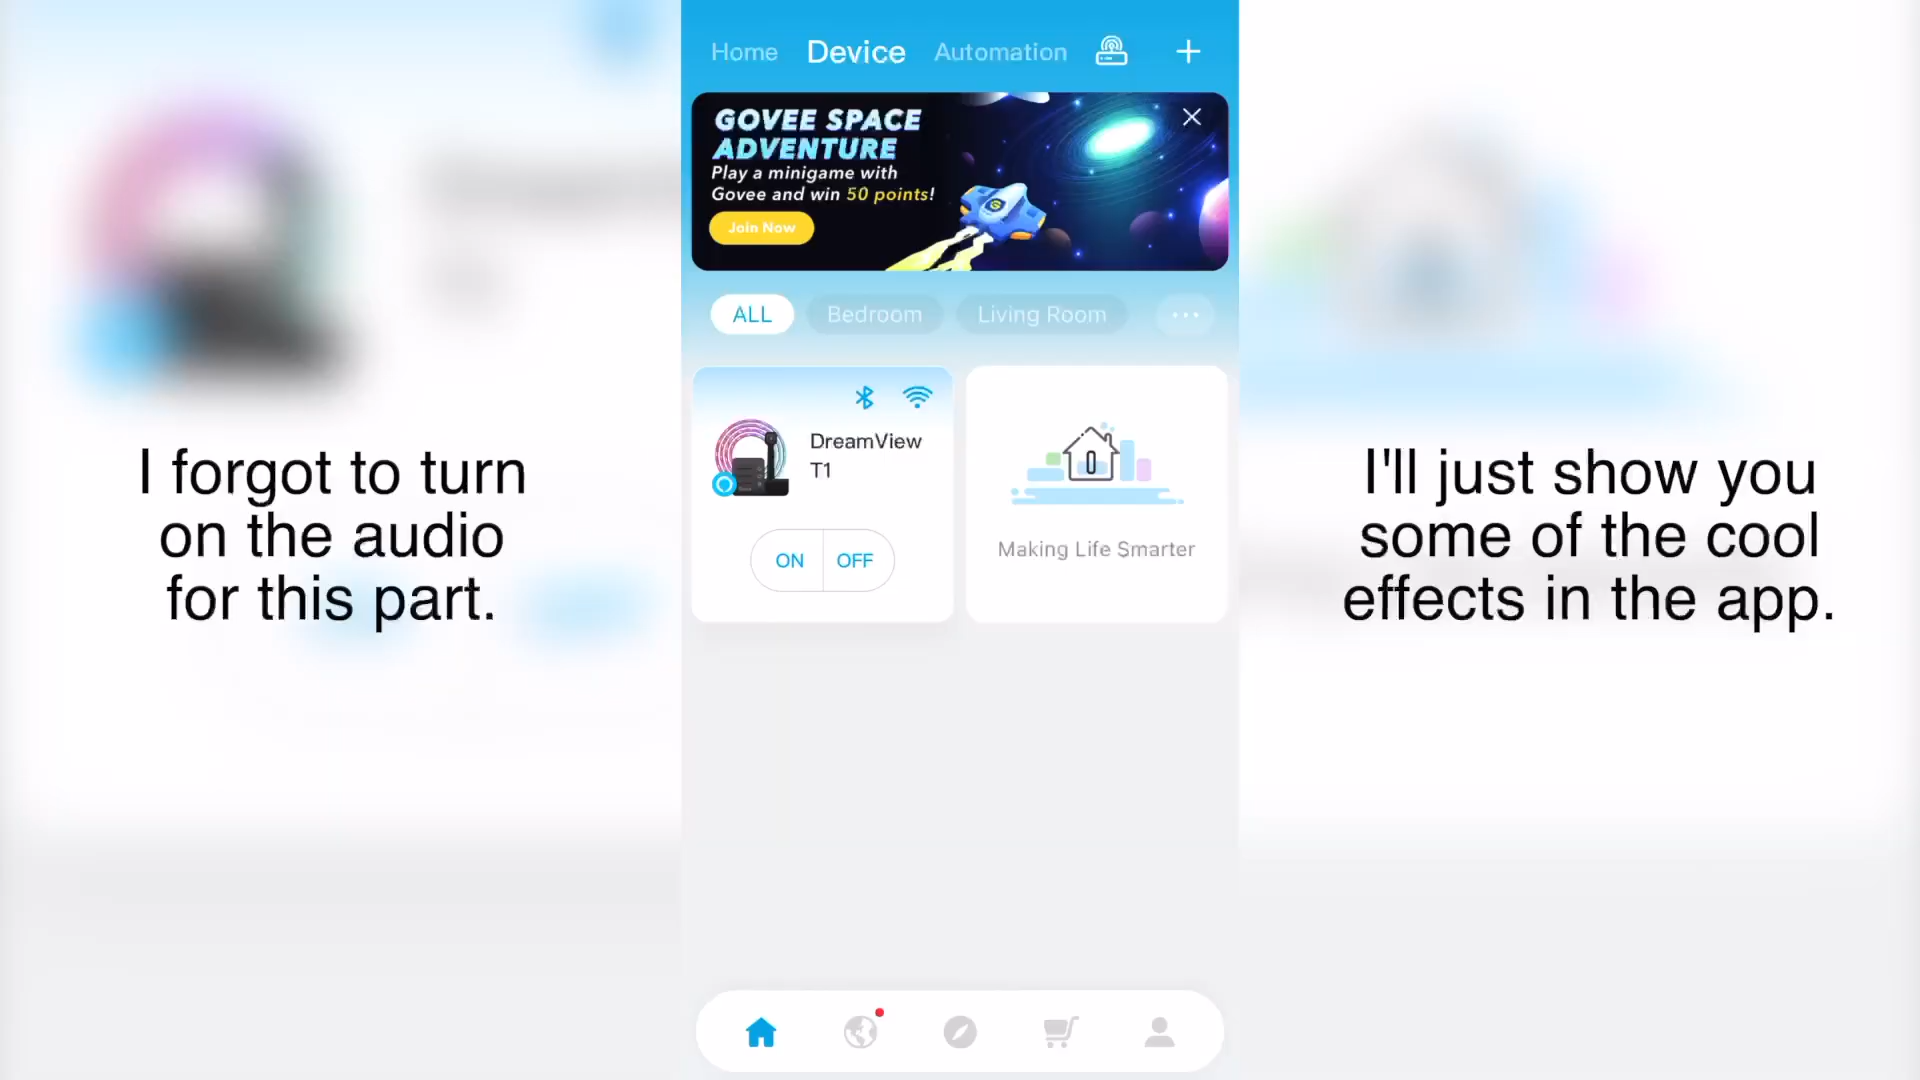 Home Device Automation
GOVEE SPACE
ADVENTURE
Play a minigame with
Govee and win 50 points!
Join Now
ALL Bedroom Living Room
DreamView
T1
ON OFF
Making Life Smarter
I forgot to turn
on the audio
for this part.
I'll just show you
some of the cool
effects in the app.